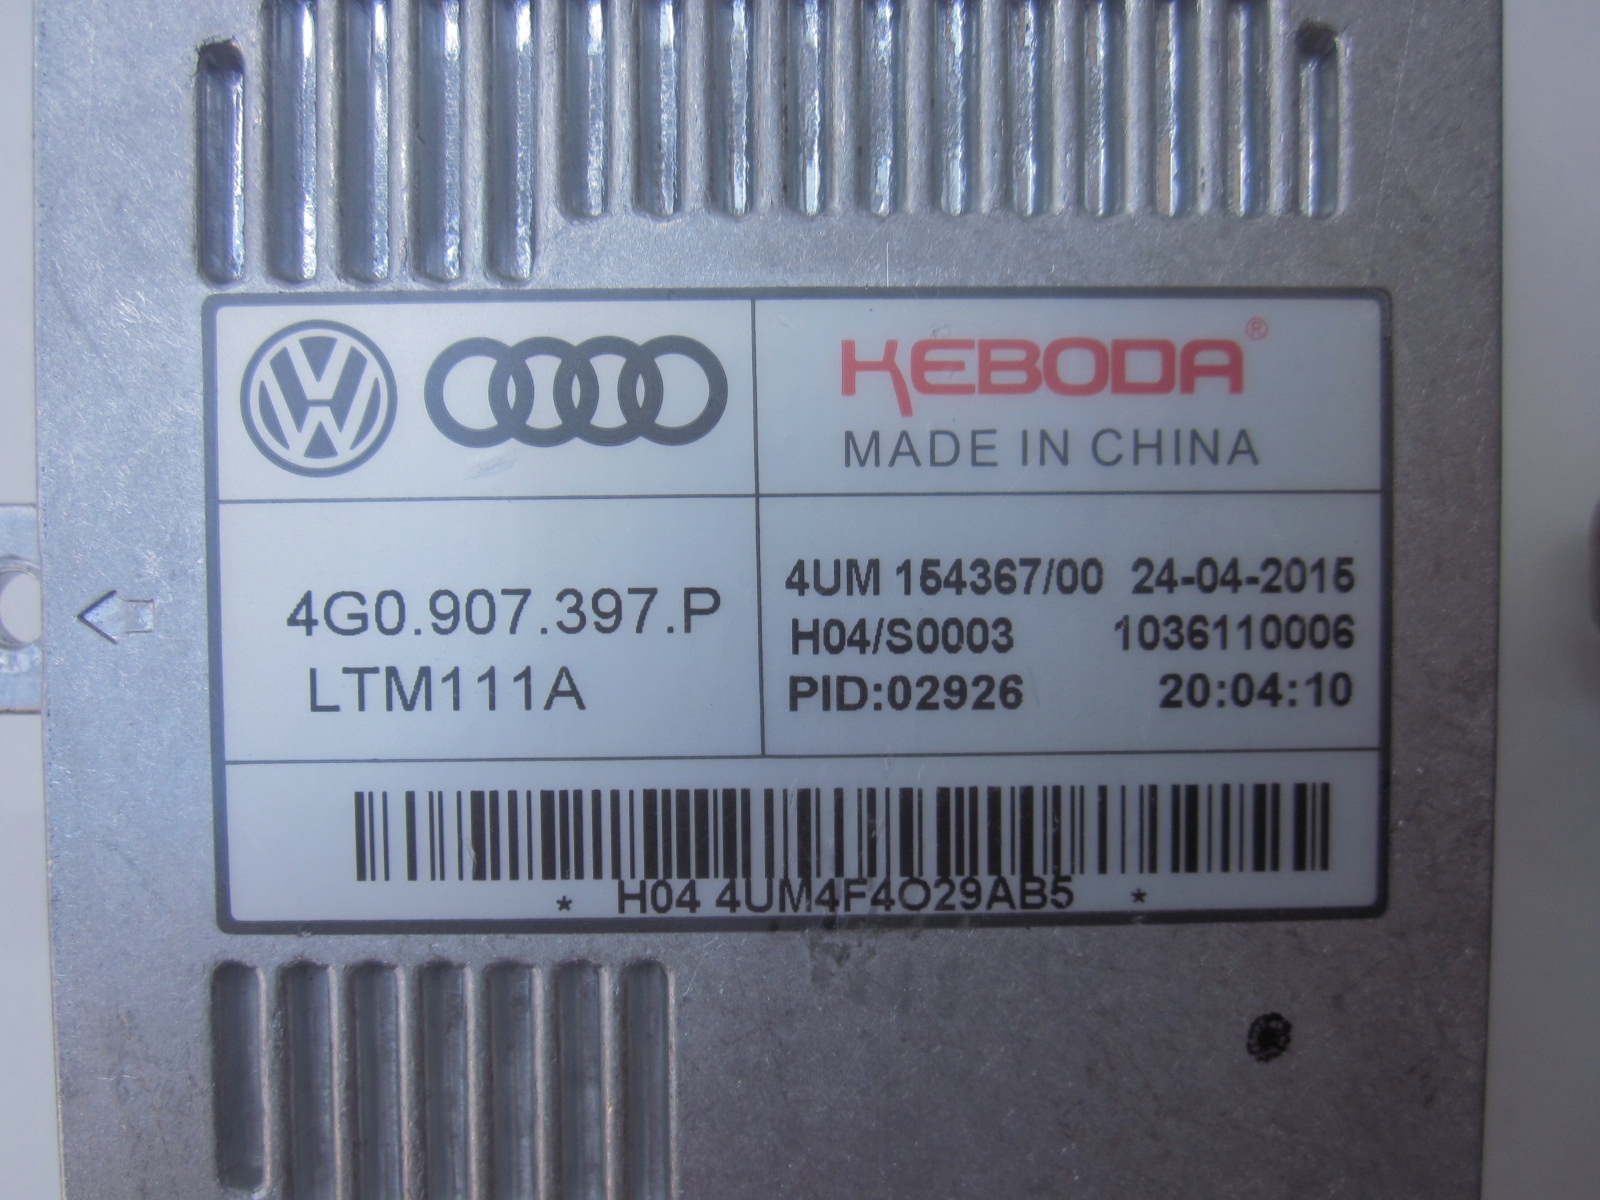 KEBODA®
MADE IN CHINA
4G0.907.397.P
LTM111A
4UM 154367/00 24-04-2015
H04/S0003 1036110006
PID:02926 20:04:10
* H04 4UM4F4O29AB5 *